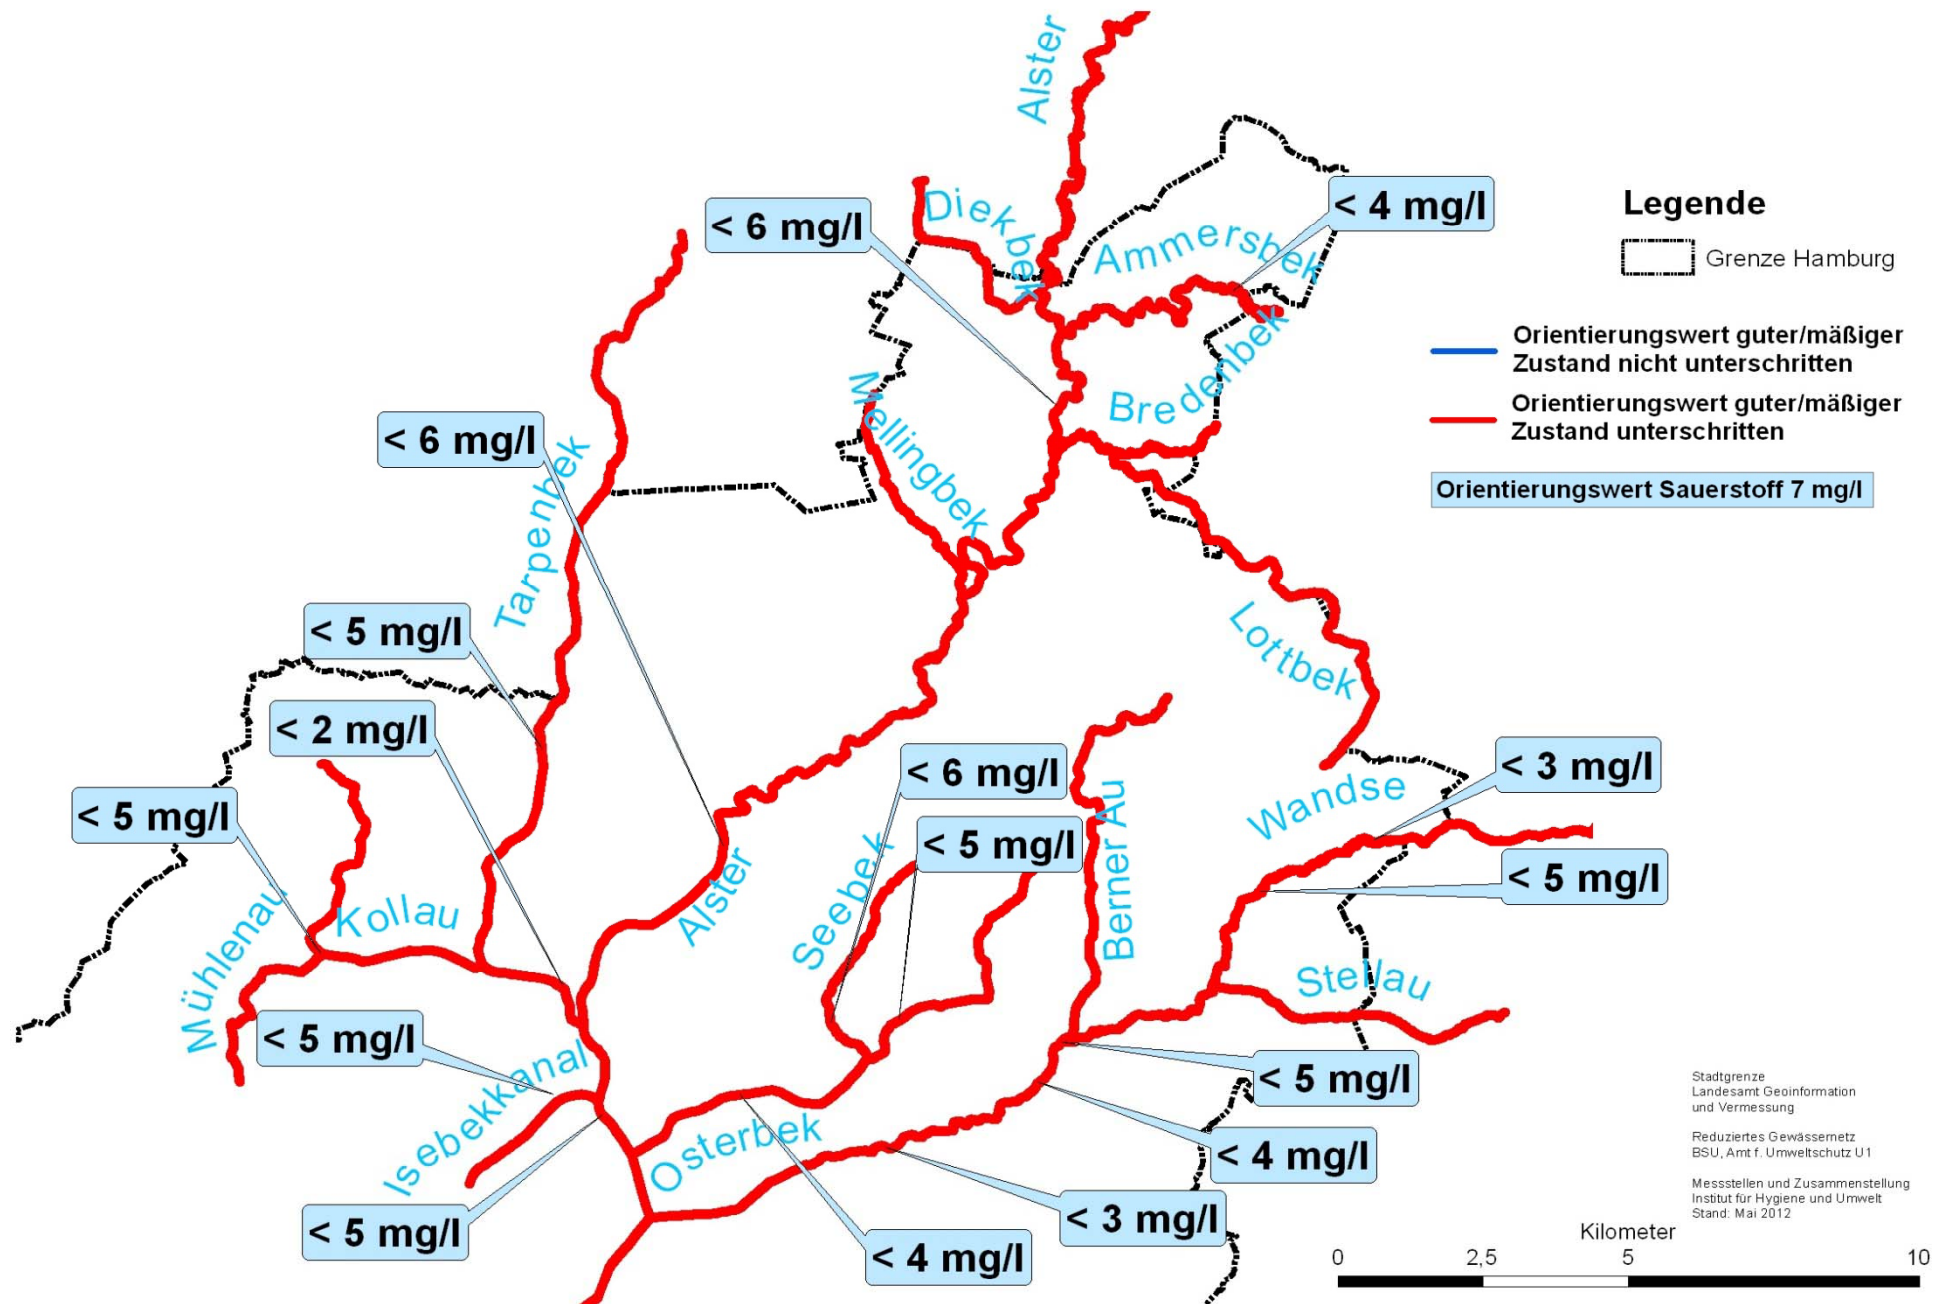 Alster
Diekbek
< 6 mg/l
< 4 mg/l
Ammersbek
Legende
Grenze Hamburg
Bredenbek
Orientierungswert guter/mäßiger
Zustand nicht unterschritten
Orientierungswert guter/mäßiger
Zustand unterschritten
Orientierungswert Sauerstoff 7 mg/l
Mellingbek
< 6 mg/l
Tarpenbek
< 5 mg/l
Lottbek
< 2 mg/l
< 5 mg/l
< 6 mg/l
< 5 mg/l
Seebek
Berner Au
Wandse
< 3 mg/l
< 5 mg/l
Mühlenau
Kollau
Alster
Stellau
< 5 mg/l
Isebekkanal
< 5 mg/l
Osterbek
< 5 mg/l
< 4 mg/l
< 3 mg/l
< 4 mg/l
Stadtgrenze
Landesamt Geoinformation
und Vermessung
Reduziertes Gewässernetz
BSU, Amt f. Umweltschutz U1
Messstellen und Zusammenstellung
Institut für Hygiene und Umwelt
Stand: Mai 2012
Kilometer
0 2,5 5 10